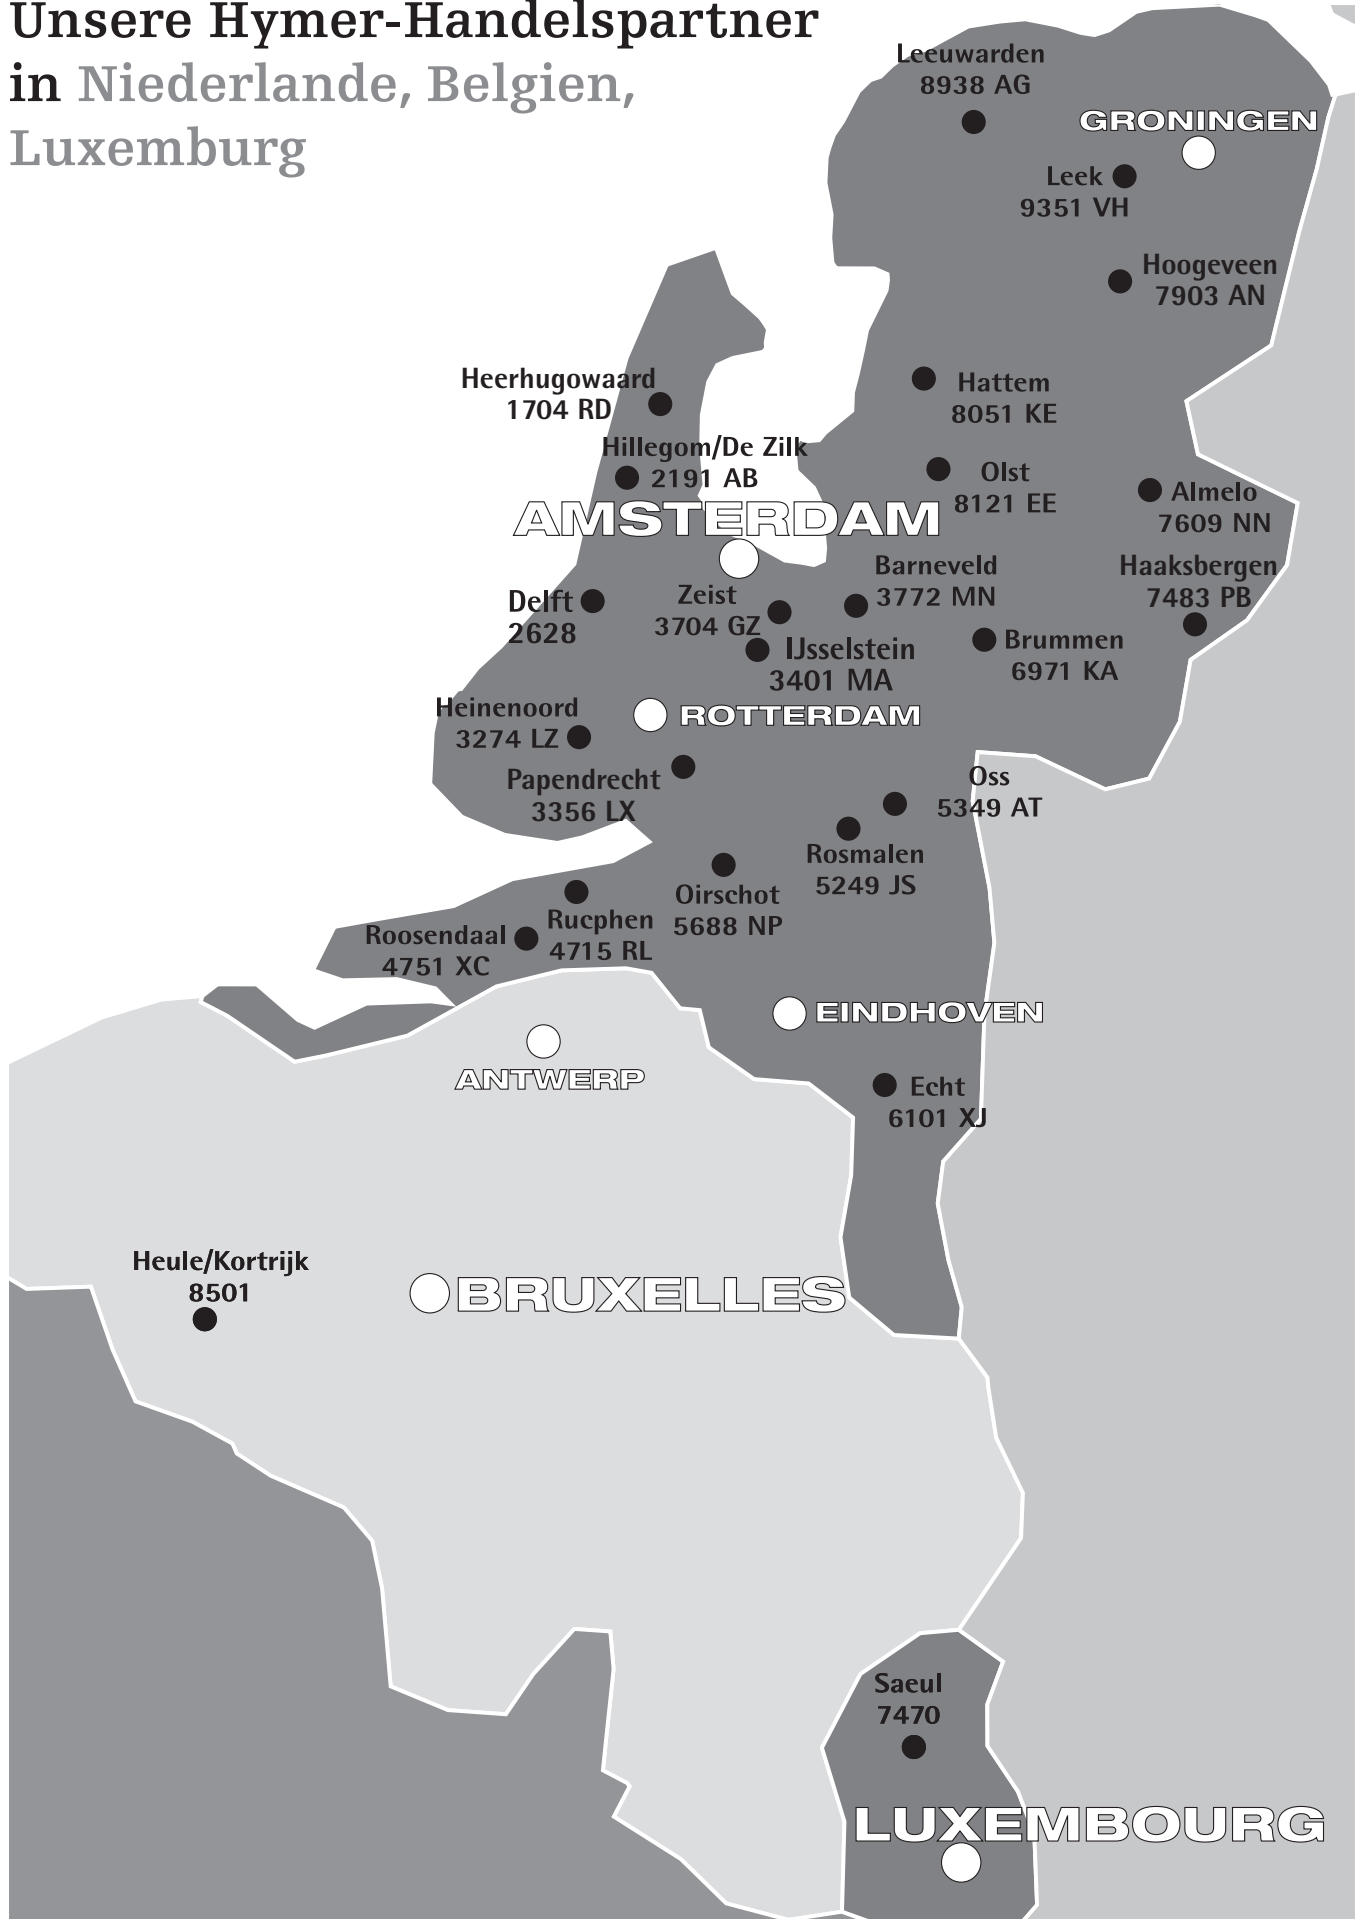 Unsere Hymer-Handelspartner
in Niederlande, Belgien,
Luxemburg
Leeuwarden
8938 AG
GRONINGEN
Leek
9351 VH
Hoogeveen
7903 AN
Heerhugowaard
1704 RD
Hattem
8051 KE
Hillegom/De Zilk
2191 AB
Olst
8121 EE
Almelo
7609 NN
AMSTERDAM
Barneveld
3772 MN
Haaksbergen
7483 PB
Delft
2628
Zeist
3704 GZ
IJsselstein
3401 MA
Brummen
6971 KA
Heinenoord
3274 LZ
ROTTERDAM
Papendrecht
3356 LX
Oss
5349 AT
Rosmalen
5249 JS
Oirschot
5688 NP
Rucphen
4715 RL
Roosendaal
4751 XC
EINDHOVEN
ANTWERP
Echt
6101 XJ
Heule/Kortrijk
8501
BRUXELLES
Saeul
7470
LUXEMBOURG